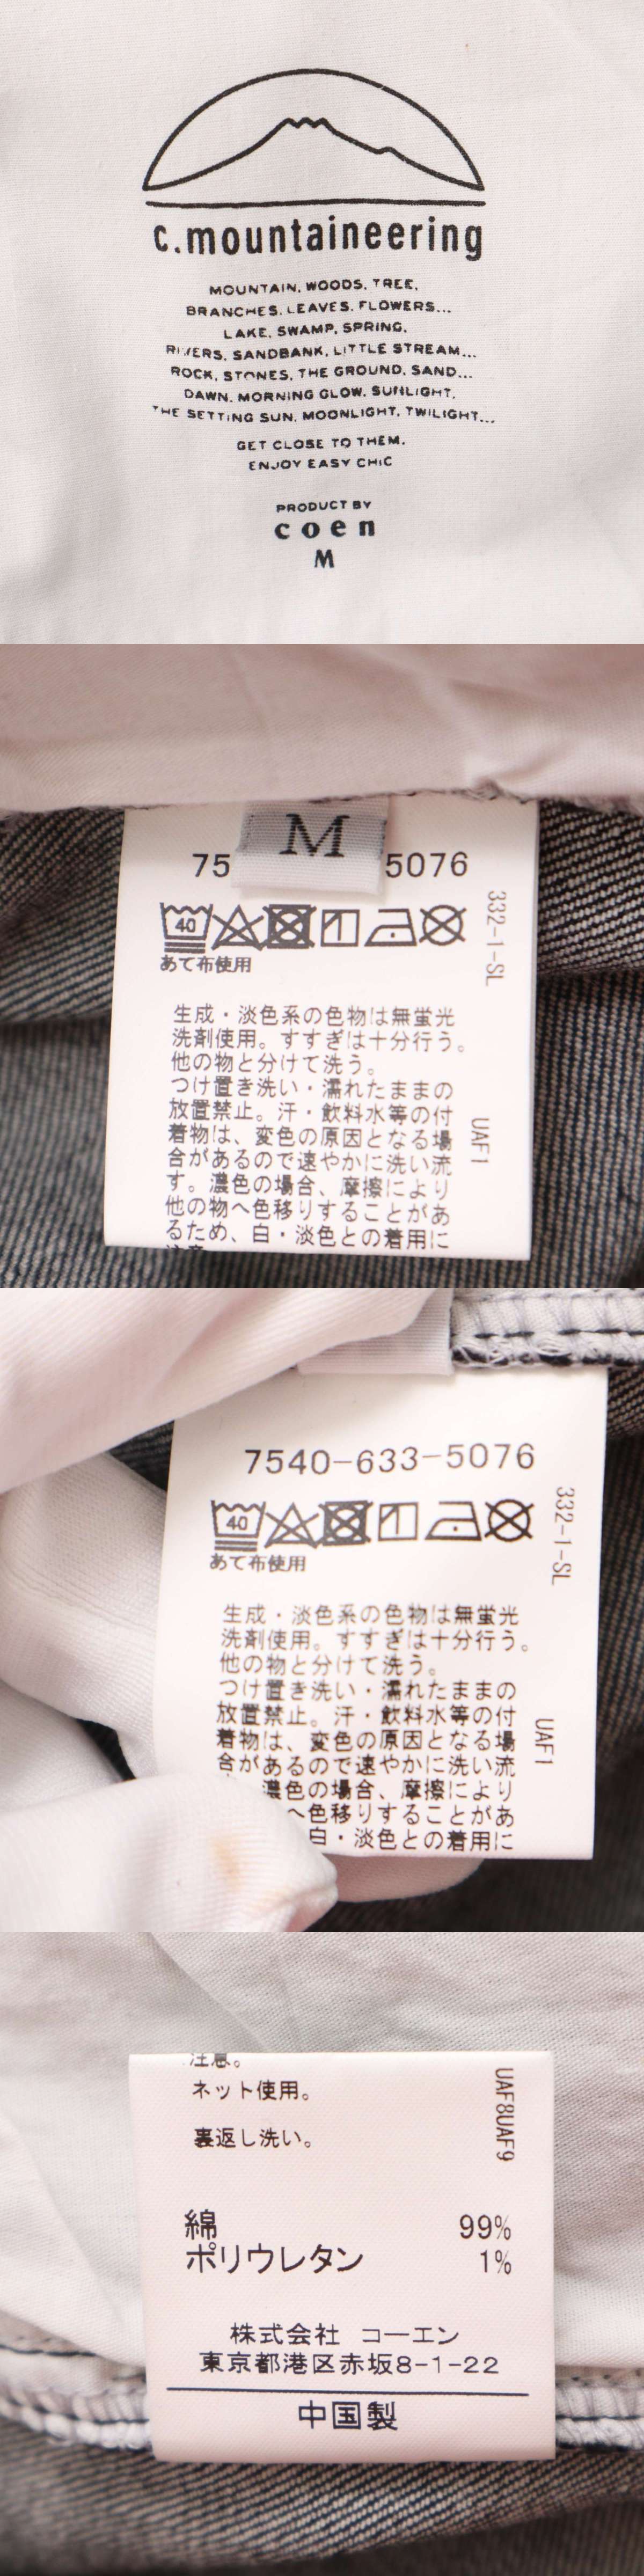 c.mountaineering
MOUNTAIN, WOODS, TREE,
BRANCHES, LEAVES, FLOWERS...
LAKE, SWAMP, SPRING,
RIVERS, SANDBANK, LITTLE STREAM...
ROCK, STONES, THE GROUND, SAND...
DAWN, MORNING GLOW, SUNLIGHT,
THE SETTING SUN, MOONLIGHT, TWILIGHT...
GET CLOSE TO THEM.
ENJOY EASY CHIC
PRODUCT BY
coen
M
M
75 5076
40
332-1-SL
あて布使用
生成・淡色系の色物は無蛍光
洗剤使用。すすぎは十分行う。
他の物と分けて洗う。
つけ置き洗い・濡れたままの
放置禁止。汗・飲料水等の付
着物は、変色の原因となる場
合があるので速やかに洗い流
す。濃色の場合、摩擦により
他の物へ色移りすることがあ
るため、白・淡色との着用に
注意
UAF1
7540-633-5076
40
332-1-SL
あて布使用
生成・淡色系の色物は無蛍光
洗剤使用。すすぎは十分行う。
他の物と分けて洗う。
つけ置き洗い・濡れたままの
放置禁止。汗・飲料水等の付
着物は、変色の原因となる場
合があるので速やかに洗い流
濃色の場合、摩擦により
へ色移りすることがあ
白・淡色との着用に
UAF1
注意。
ネット使用。
裏返し洗い。
UAF8UAF9
綿 99%
ポリウレタン 1%
株式会社 コーエン
東京都港区赤坂8-1-22
中国製